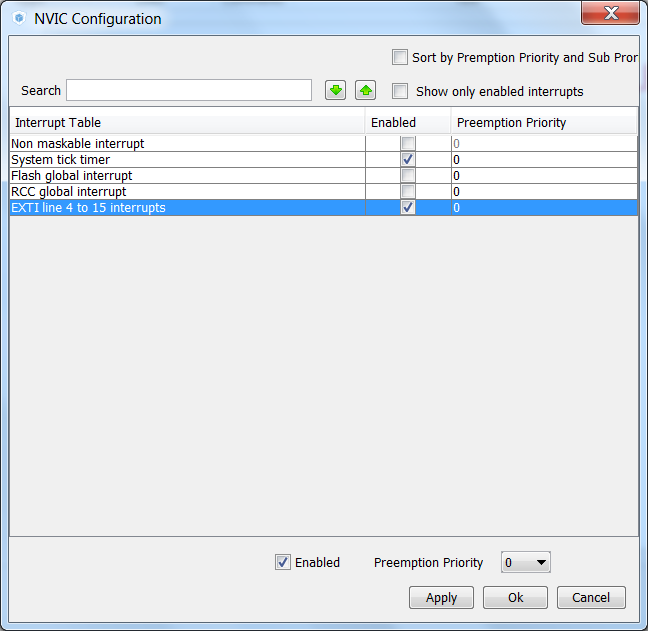 NVIC Configuration
Sort by Premption Priority and Sub Pror
Search
Show only enabled interrupts
Interrupt Table Enabled Preemption Priority
Non maskable interrupt 0
System tick timer 0
Flash global interrupt 0
RCC global interrupt 0
EXTI line 4 to 15 interrupts 0
Enabled Preemption Priority 0
Apply Ok Cancel